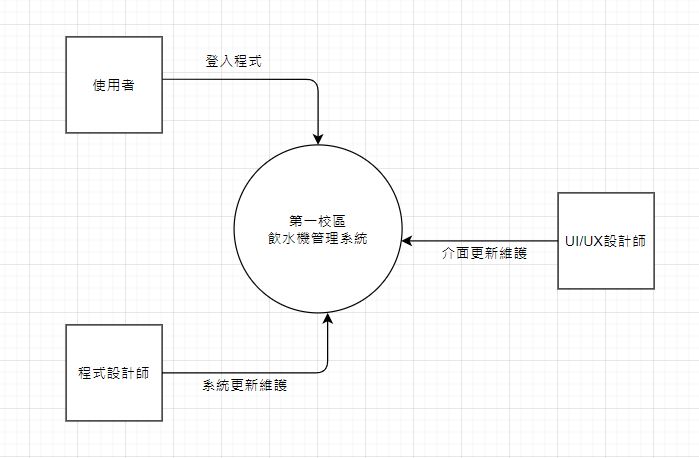 登入程式
使用者
第一校區
飲水機管理系統
UI/UX設計師
介面更新維護
程式設計師
系統更新維護